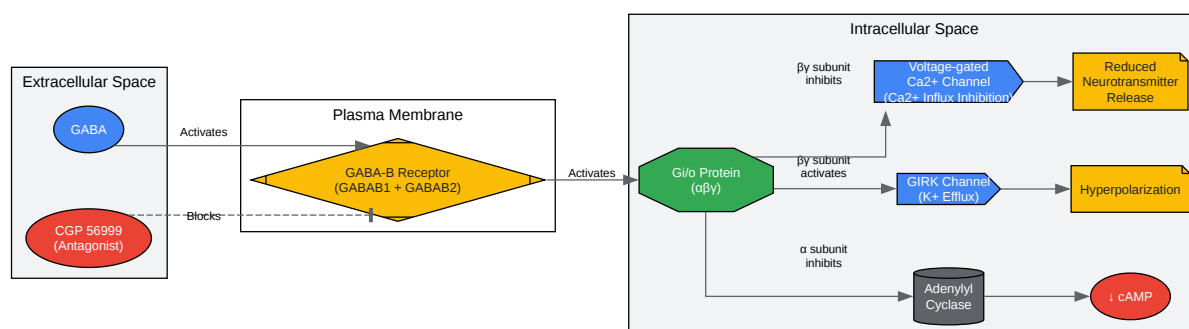 Extracellular Space
GABA
CGP 56999
(Antagonist)
Activates
Blocks
Plasma Membrane
GABA-B Receptor
(GABAB1 + GABAB2)
Activates
Intracellular Space
Gi/o Protein
(αβγ)
βγ subunit
inhibits
Voltage-gated
Ca2+ Channel
(Ca2+ Influx Inhibition)
Reduced
Neurotransmitter
Release
βγ subunit
activates
GIRK Channel
(K+ Efflux)
Hyperpolarization
α subunit
inhibits
Adenylyl
Cyclase
↓ cAMP